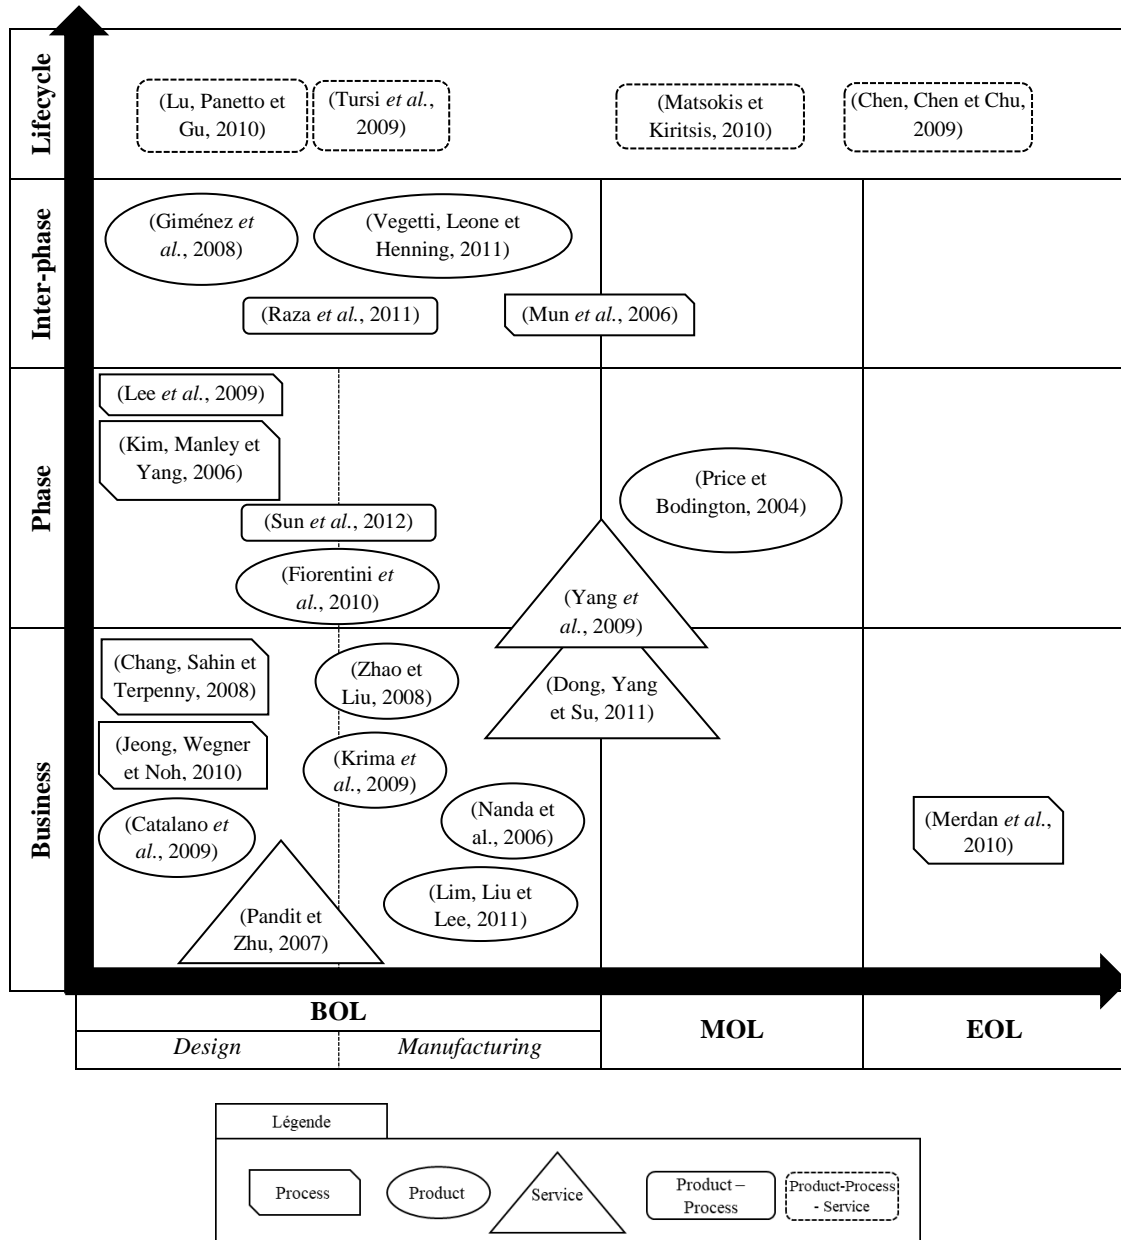 Lifecycle
(Lu, Panetto et
Gu, 2010)
(Tursi et al.,
2009)
(Matsokis et
Kiritsis, 2010)
(Chen, Chen et Chu,
2009)
Inter-phase
(Giménez et
al., 2008)
(Vegetti, Leone et
Henning, 2011)
(Raza et al., 2011)
(Mun et al., 2006)
Phase
(Lee et al., 2009)
(Kim, Manley et
Yang, 2006)
(Sun et al., 2012)
(Fiorentini et
al., 2010)
(Price et
Bodington, 2004)
(Yang et
al., 2009)
Business
(Chang, Sahin et
Terpenny, 2008)
(Zhao et
Liu, 2008)
(Dong, Yang
et Su, 2011)
(Jeong, Wegner
et Noh, 2010)
(Krima et
al., 2009)
(Catalano et
al., 2009)
(Nanda et
al., 2006)
(Merdan et al.,
2010)
(Pandit et
Zhu, 2007)
(Lim, Liu et
Lee, 2011)
BOL
MOL
EOL
Design
Manufacturing
Légende
Process
Product
Service
Product –
Process
Product-Process
- Service